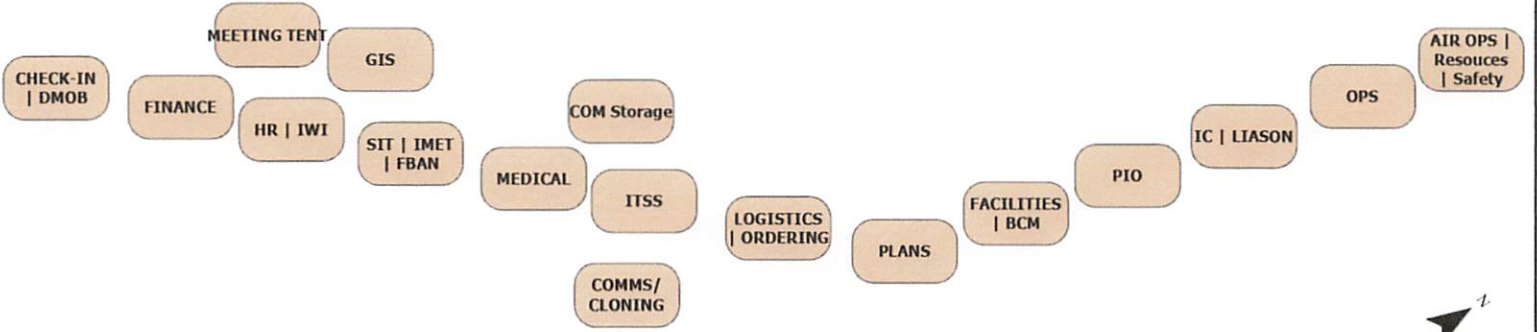 MEETING TENT
GIS
CHECK-IN
| DMOB
FINANCE
HR | IWI
SIT | IMET
| FBAN
COM Storage
MEDICAL
ITSS
COMMS/
CLONING
LOGISTICS
| ORDERING
PLANS
FACILITIES
| BCM
PIO
IC | LIASON
OPS
AIR OPS |
Resouces
| Safety
N